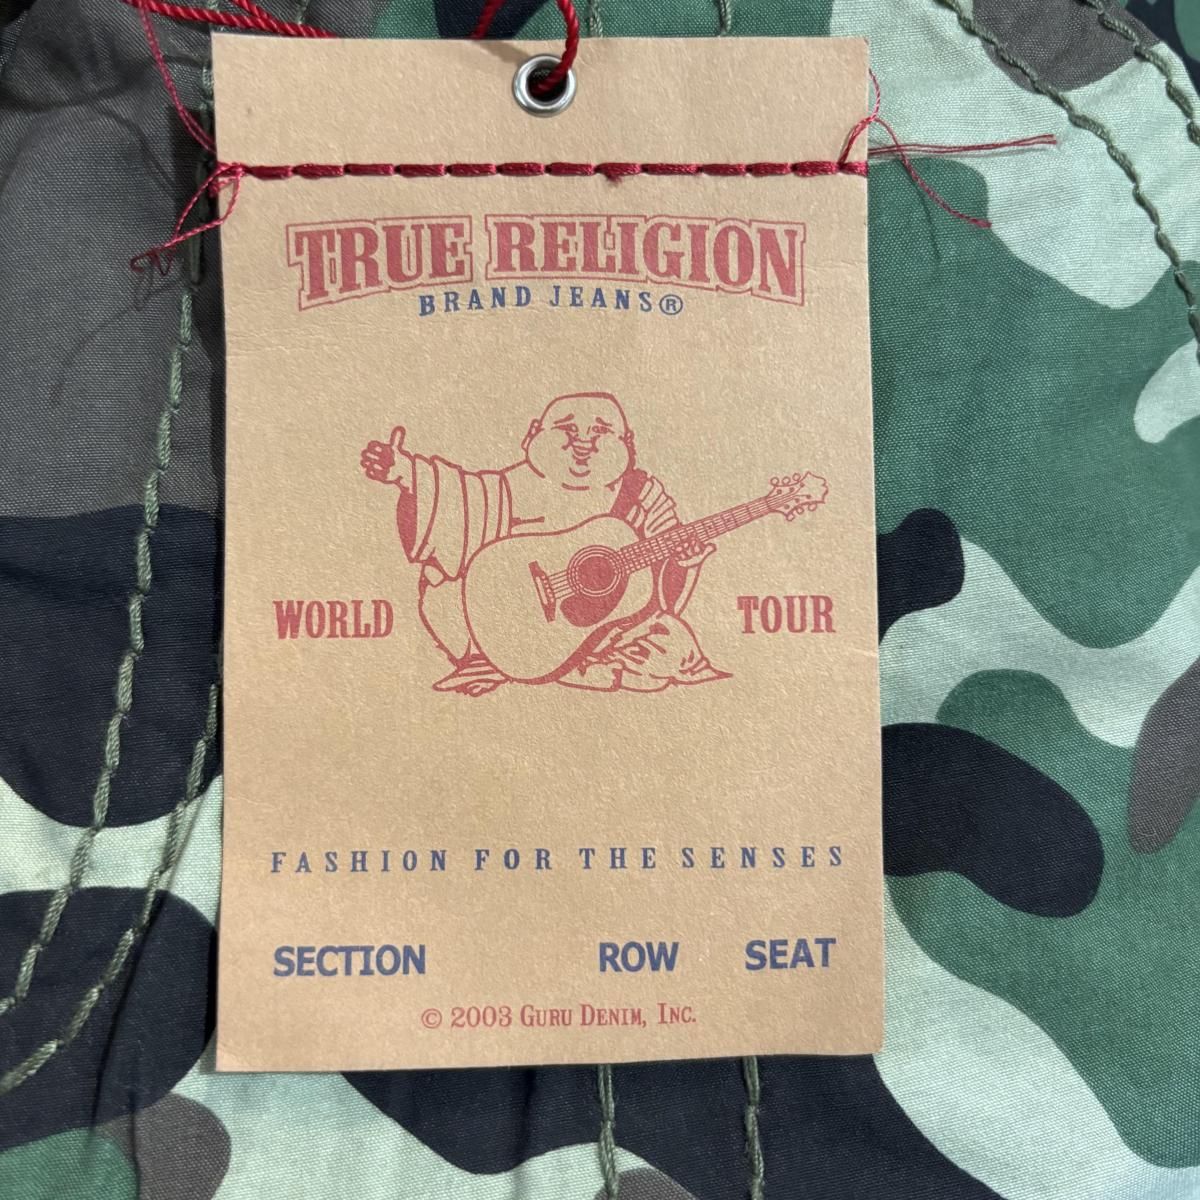 TRUE RELIGION
BRAND JEANS®
WORLD TOUR
FASHION FOR THE SENSES
SECTION ROW SEAT
© 2003 GURU DENIM, INC.